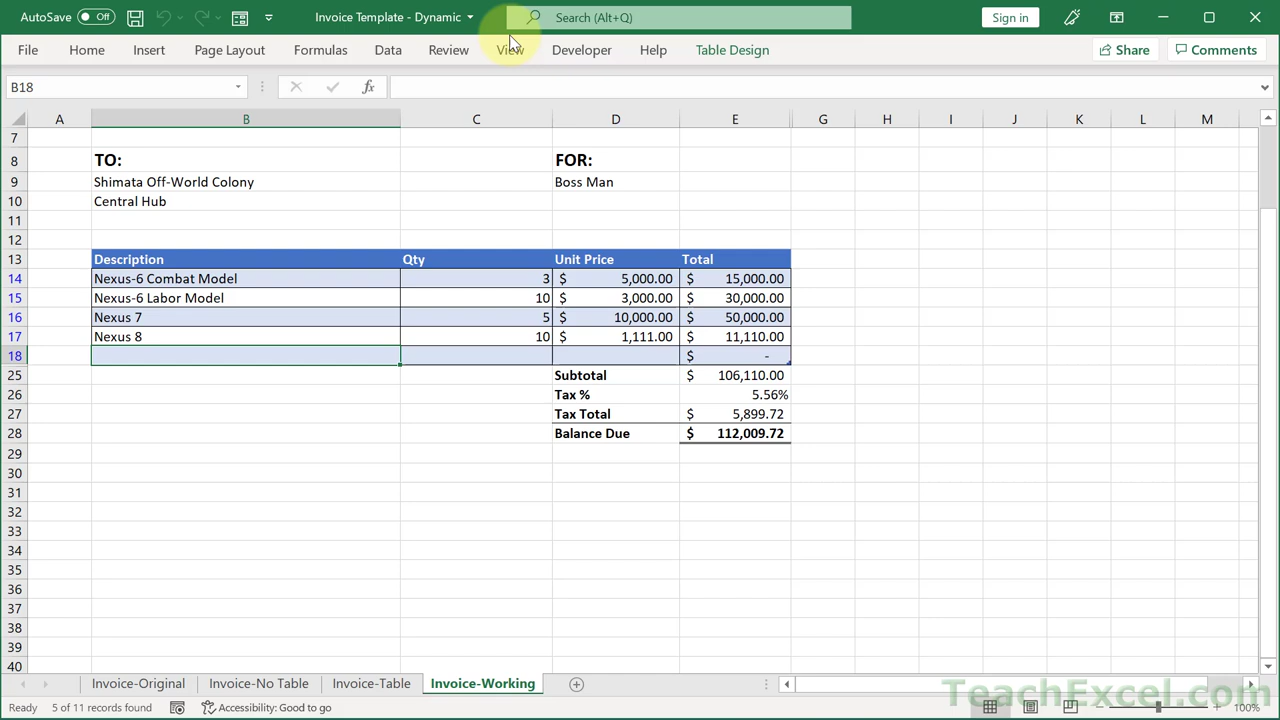 AutoSave Off Invoice Template - Dynamic Search (Alt+Q) Sign in
File Home Insert Page Layout Formulas Data Review View Developer Help Table Design Share Comments
B18 fx
A B C D E G H I J K L M
7
8 TO: FOR:
9 Shimata Off-World Colony Boss Man
10 Central Hub
11
12
13 Description Qty Unit Price Total
14 Nexus-6 Combat Model 3 $ 5,000.00 $ 15,000.00
15 Nexus-6 Labor Model 10 $ 3,000.00 $ 30,000.00
16 Nexus 7 5 $ 10,000.00 $ 50,000.00
17 Nexus 8 10 $ 1,111.00 $ 11,110.00
18 $ -
25 Subtotal $ 106,110.00
26 Tax % 5.56%
27 Tax Total $ 5,899.72
28 Balance Due $ 112,009.72
29
30
31
32
33
34
35
36
37
38
39
40
Invoice-Original Invoice-No Table Invoice-Table Invoice-Working
TeachExcel.com
Ready 5 of 11 records found Accessibility: Good to go 100%